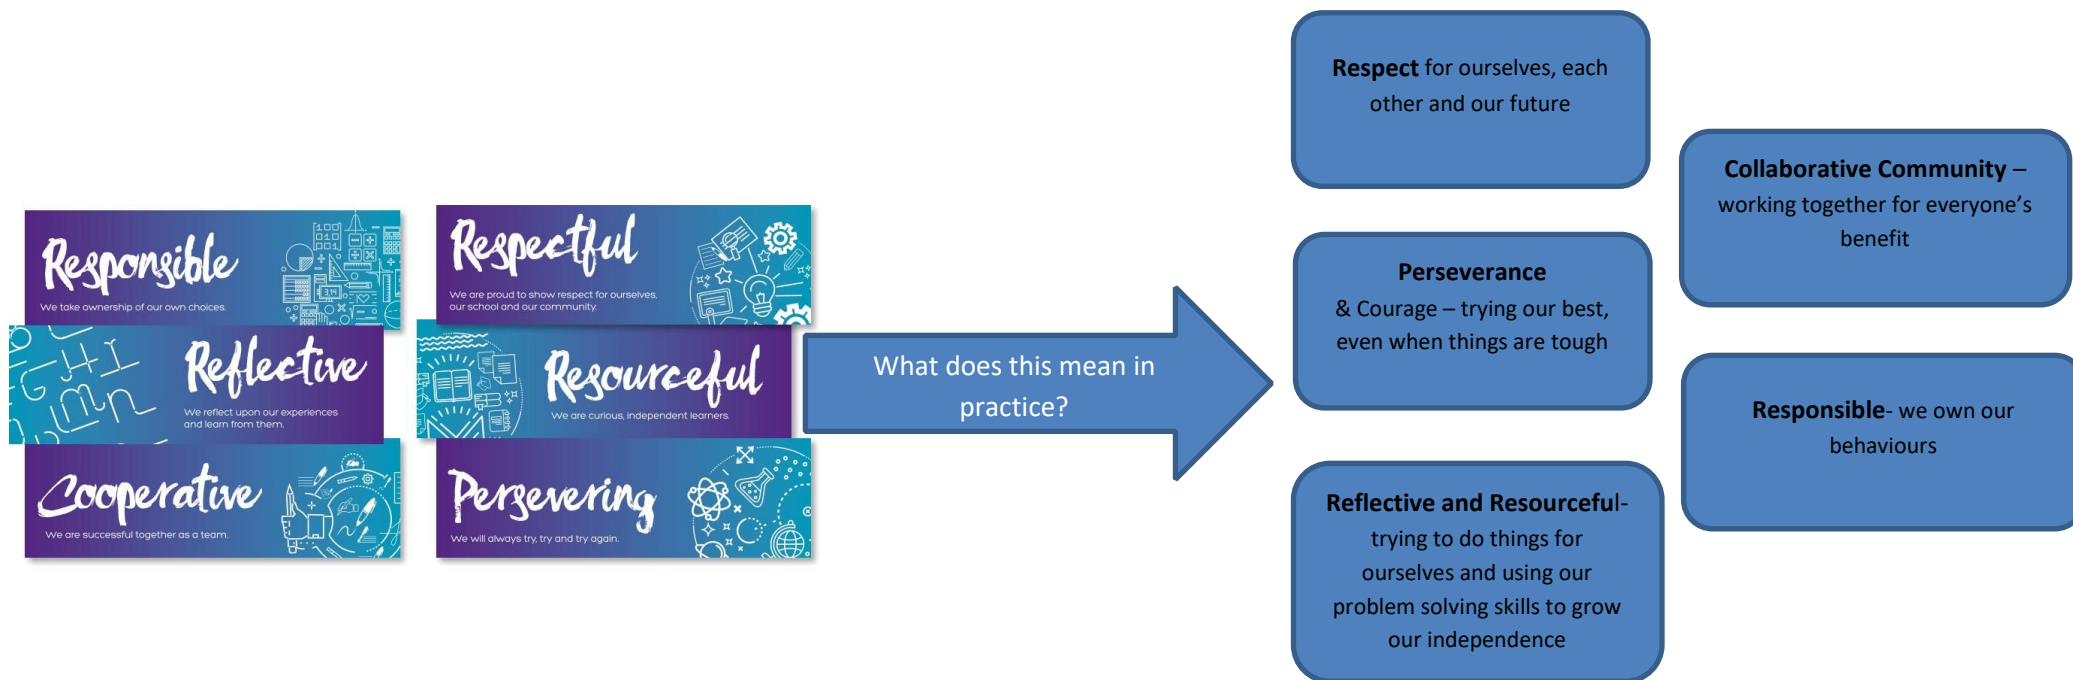 Responsible
We take ownership of our own choices.
Reflective
We reflect upon our experiences
and learn from them.
Cooperative
We are successful together as a team.
Respectful
We are proud to show respect for ourselves,
our school and our community.
Resourceful
We are curious, independent learners.
Persevering
We will always try, try and try again.
What does this mean in
practice?
Respect for ourselves, each
other and our future
Perseverance
& Courage – trying our best,
even when things are tough
Reflective and Resourceful-
trying to do things for
ourselves and using our
problem solving skills to grow
our independence
Collaborative Community –
working together for everyone’s
benefit
Responsible- we own our
behaviours